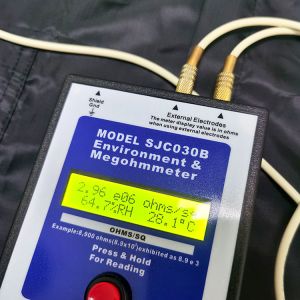 Shield
Gnd
External Electrodes
The meter display value is in ohms
when using external electrodes
MODEL SJC030B
Environment &
Megohmmeter
2.96 e06 ohms/s
64.7%RH 28.1°C
OHMS/SQ
Example:8,900 ohms(8.9x10³)exhibited as 8.9 e 3
Press & Hold
For Reading